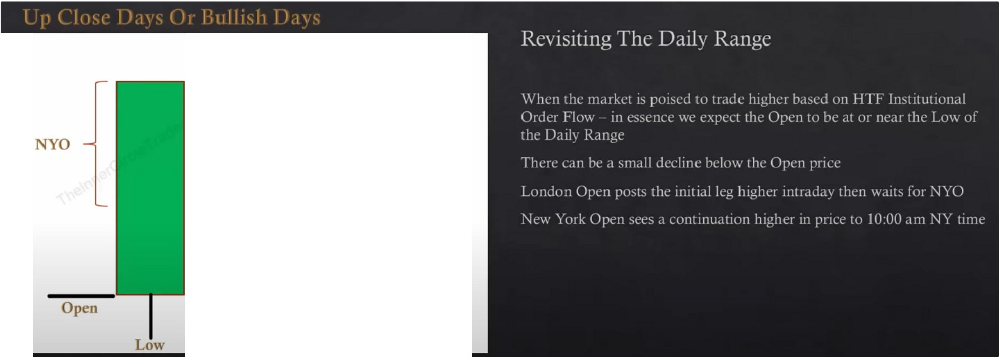 Up Close Days Or Bullish Days
NYO
TheInnerCircleTrader
Open
Low
Revisiting The Daily Range
When the market is poised to trade higher based on HTF Institutional
Order Flow – in essence we expect the Open to be at or near the Low of
the Daily Range
There can be a small decline below the Open price
London Open posts the initial leg higher intraday then waits for NYO
New York Open sees a continuation higher in price to 10:00 am NY time